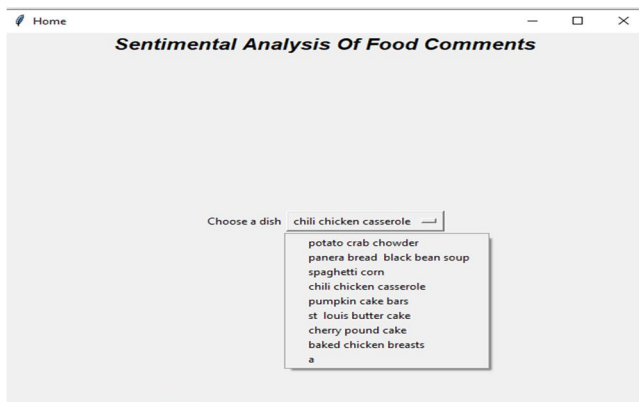 Home
Sentimental Analysis Of Food Comments
Choose a dish chili chicken casserole
potato crab chowder
panera bread  black bean soup
spaghetti corn
chili chicken casserole
pumpkin cake bars
st  louis butter cake
cherry pound cake
baked chicken breasts
a